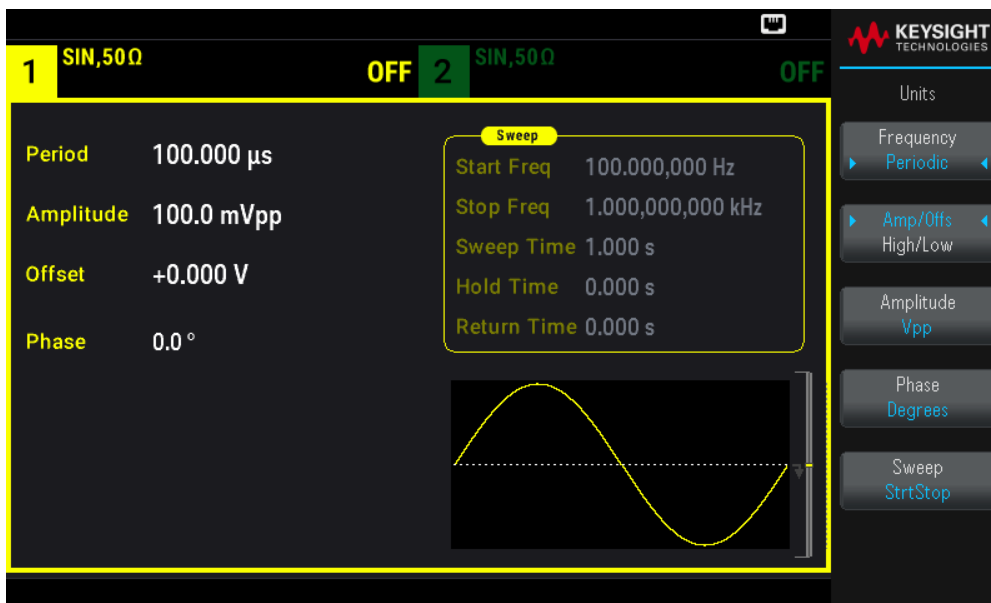 1 SIN,50Ω OFF 2 SIN,50Ω OFF
Period 100.000 µs
Amplitude 100.0 mVpp
Offset +0.000 V
Phase 0.0 °
Sweep
Start Freq 100.000,000 Hz
Stop Freq 1.000,000,000 kHz
Sweep Time 1.000 s
Hold Time 0.000 s
Return Time 0.000 s
KEYSIGHT
TECHNOLOGIES
Units
Frequency
Periodic
Amp/Offs
High/Low
Amplitude
Vpp
Phase
Degrees
Sweep
StrtStop